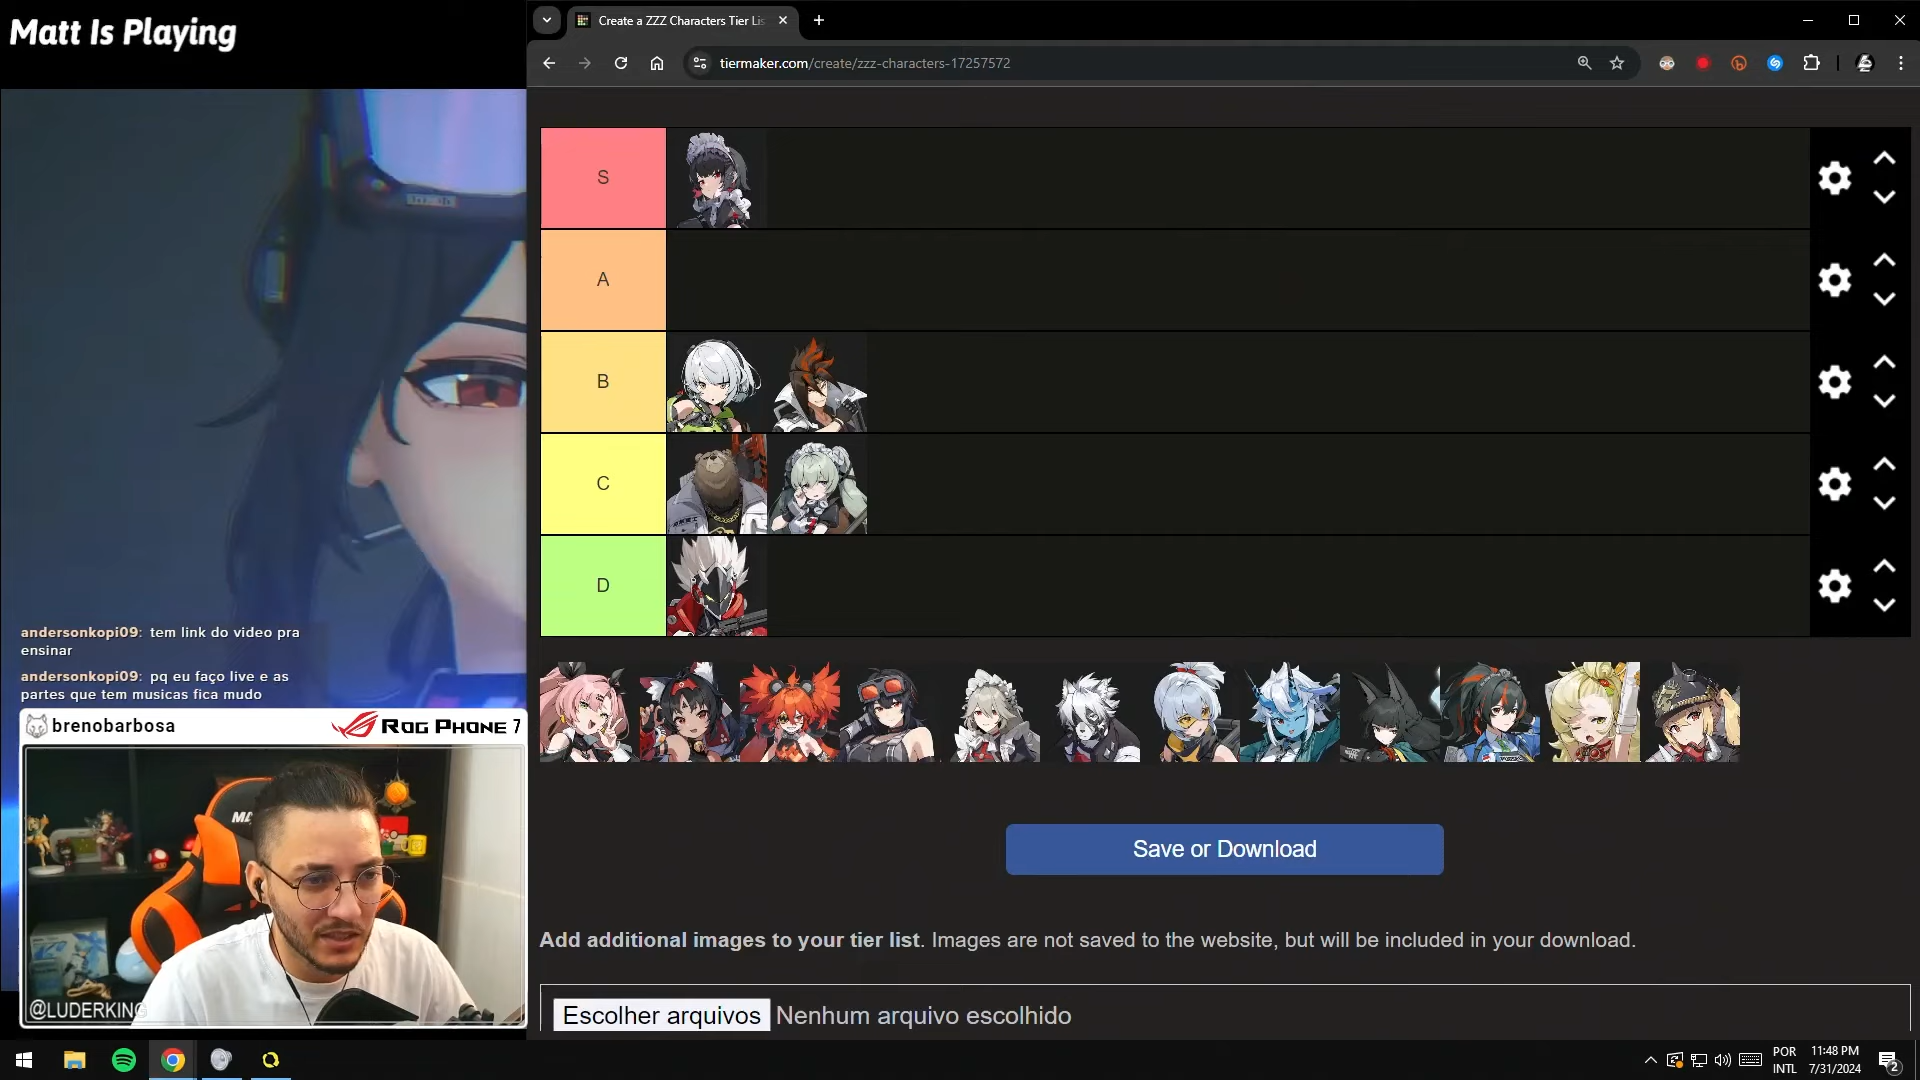 Matt Is Playing
Create a ZZZ Characters Tier Lis
tiermaker.com/create/zzz-characters-17257572
S
A
B
C
D
andersonkopi09: tem link do video pra
ensinar
andersonkopi09: pq eu faço live e as
partes que tem musicas fica mudo
brenobarbosa
ROG PHONE 7
@LUDERKING
Save or Download
Add additional images to your tier list. Images are not saved to the website, but will be included in your download.
Escolher arquivos Nenhum arquivo escolhido
POR
INTL
11:48 PM
7/31/2024
2